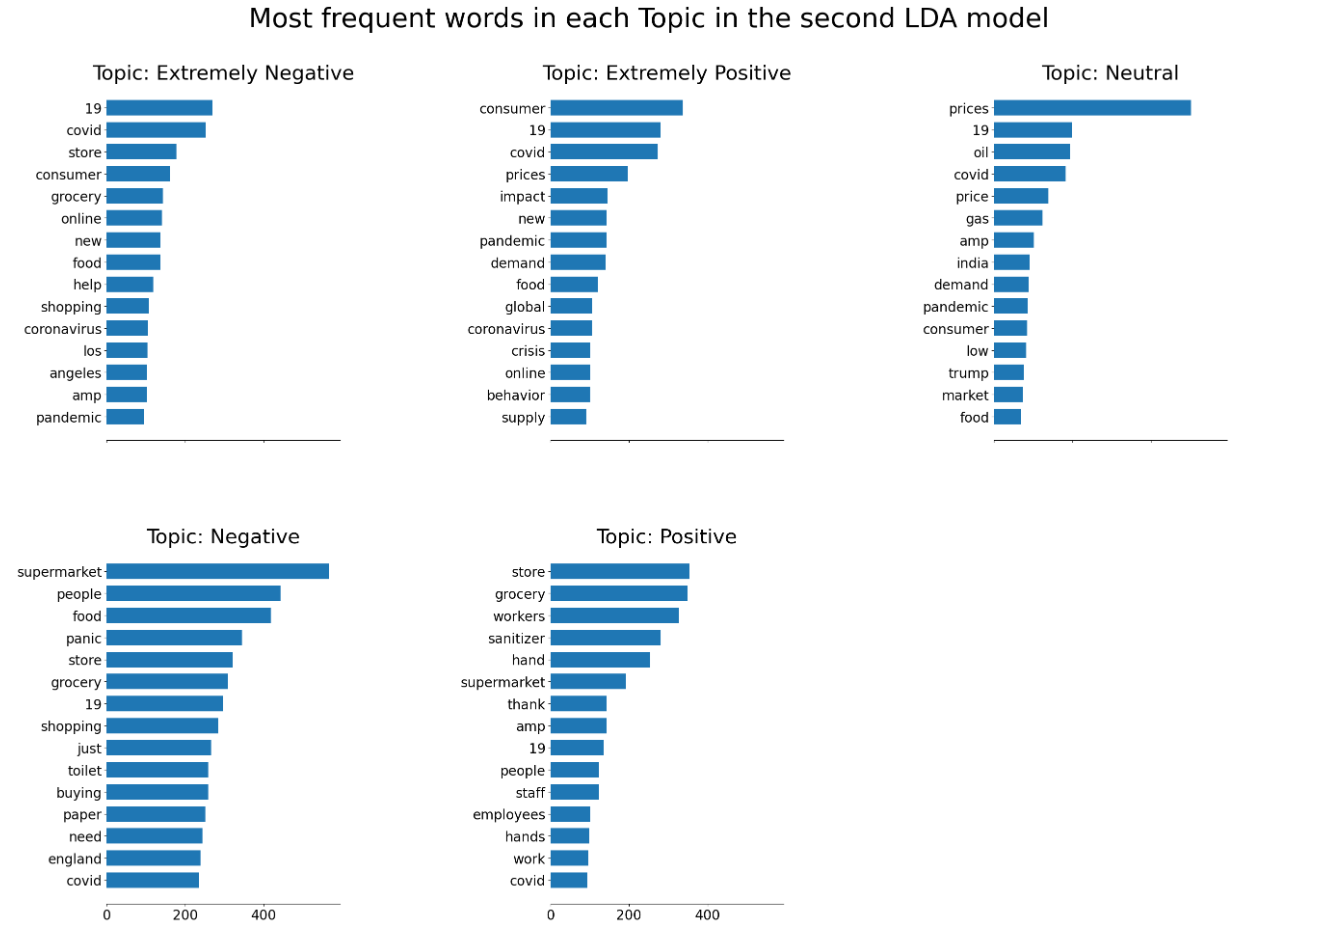 Most frequent words in each Topic in the second LDA model
Topic: Extremely Negative
19
covid
store
consumer
grocery
online
new
food
help
shopping
coronavirus
los
angeles
amp
pandemic
Topic: Extremely Positive
consumer
19
covid
prices
impact
new
pandemic
demand
food
global
coronavirus
crisis
online
behavior
supply
Topic: Neutral
prices
19
oil
covid
price
gas
amp
india
demand
pandemic
consumer
low
trump
market
food
Topic: Negative
supermarket
people
food
panic
store
grocery
19
shopping
just
toilet
buying
paper
need
england
covid
0 200 400
Topic: Positive
store
grocery
workers
sanitizer
hand
supermarket
thank
amp
19
people
staff
employees
hands
work
covid
0 200 400